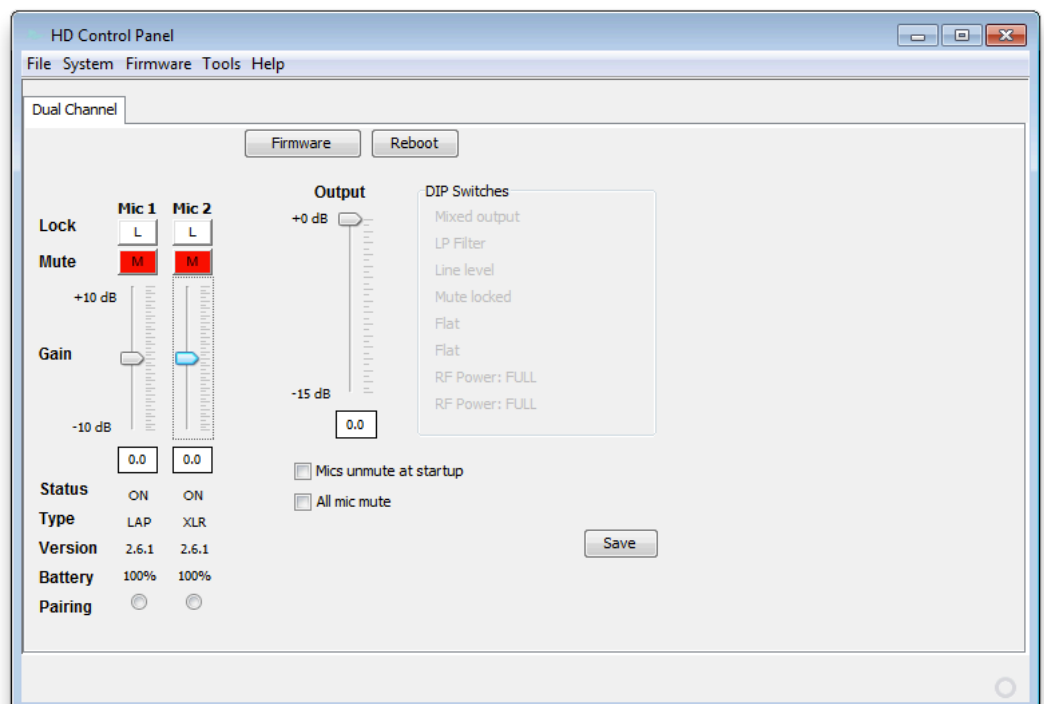 HD Control Panel
File System Firmware Tools Help
Dual Channel
Firmware Reboot
Mic 1 Mic 2
Lock L L
Mute M M
+10 dB
Gain
-10 dB
0.0 0.0
Status ON ON
Type LAP XLR
Version 2.6.1 2.6.1
Battery 100% 100%
Pairing
Output
+0 dB
-15 dB
0.0
DIP Switches
Mixed output
LP Filter
Line level
Mute locked
Flat
Flat
RF Power: FULL
RF Power: FULL
Mics unmute at startup
All mic mute
Save